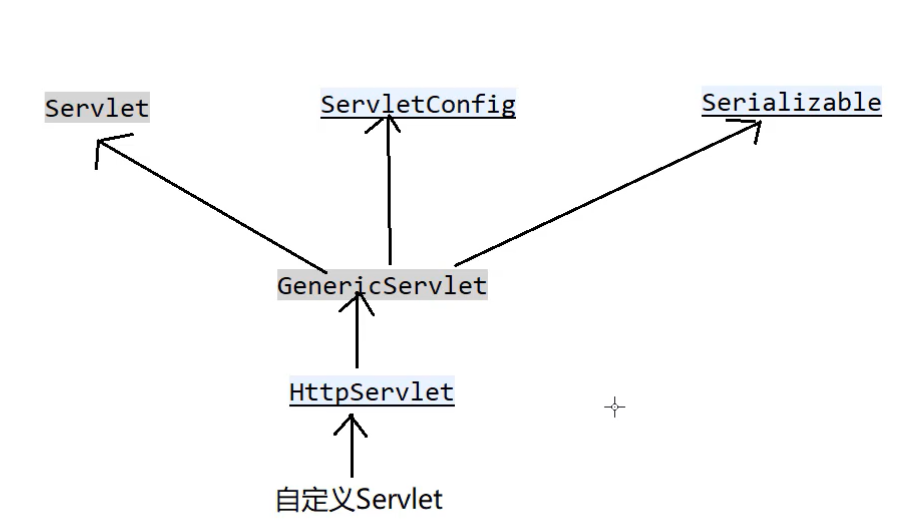 Servlet ServletConfig Serializable
GenericServlet
HttpServlet
自定义Servlet